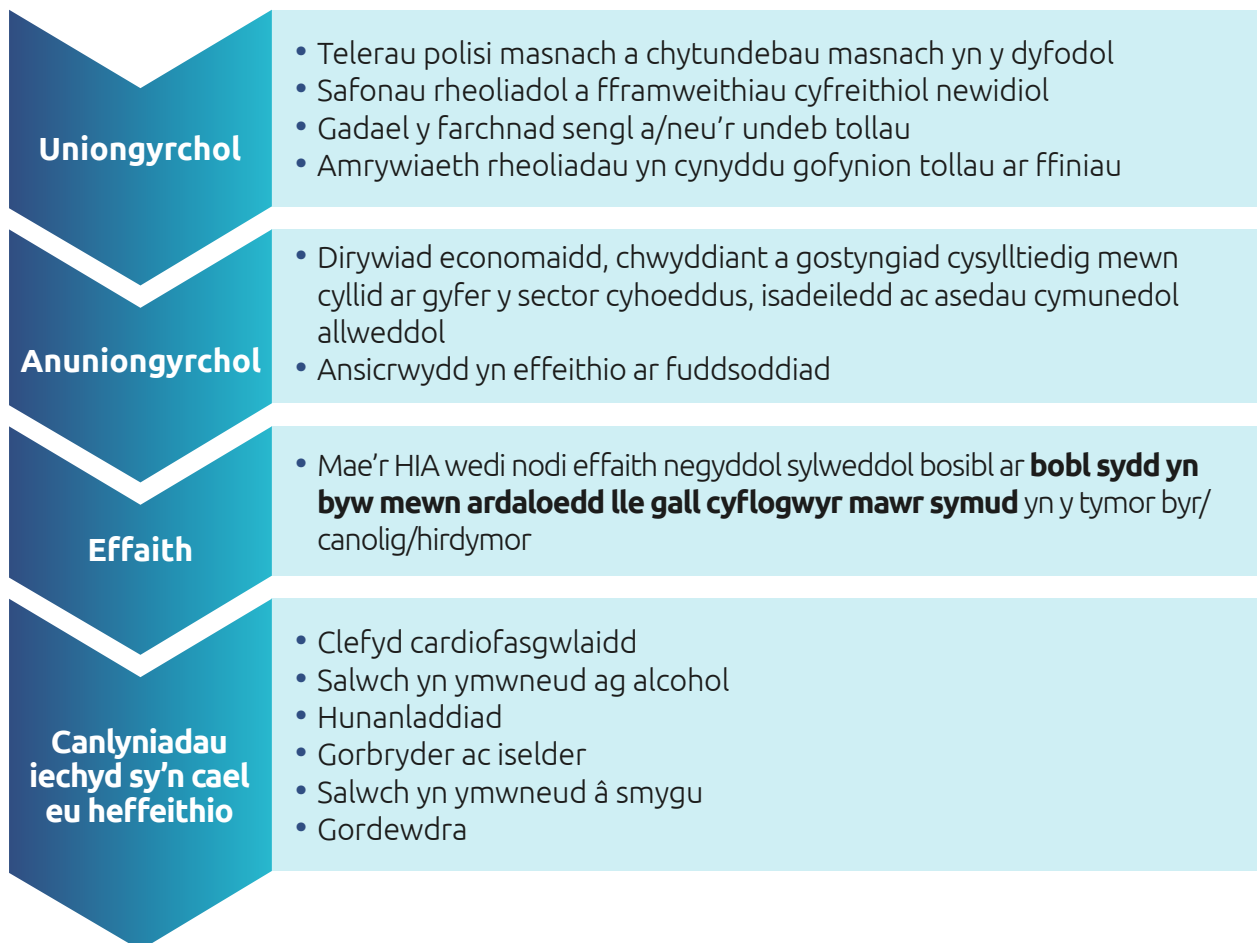 Uniongyrchol
• Telerau polisi masnach a chytundebau masnach yn y dyfodol
• Safonau rheoliadol a fframweithiau cyfreithiol newidiol
• Gadael y farchnad sengl a/neu'r undeb tollau
• Amrywiaeth rheoliadau yn cynyddu gofynion tollau ar ffiniau
Anuniongyrchol
• Dirywiad economaidd, chwyddiant a gostyngiad cysylltiedig mewn
cyllid ar gyfer y sector cyhoeddus, isadeiledd ac asedau cymunedol
allweddol
• Ansicrwydd yn effeithio ar fuddsoddiad
Effaith
• Mae'r HIA wedi nodi effaith negyddol sylweddol bosibl ar bobl sydd yn
byw mewn ardaloedd lle gall cyflogwyr mawr symud yn y tymor byr/
canolig/hirdymor
Canlyniadau
iechyd sy'n cael
eu heffeithio
• Clefyd cardiofasgwlaidd
• Salwch yn ymwneud ag alcohol
• Hunanladdiad
• Gorbryder ac iselder
• Salwch yn ymwneud â smygu
• Gordewdra